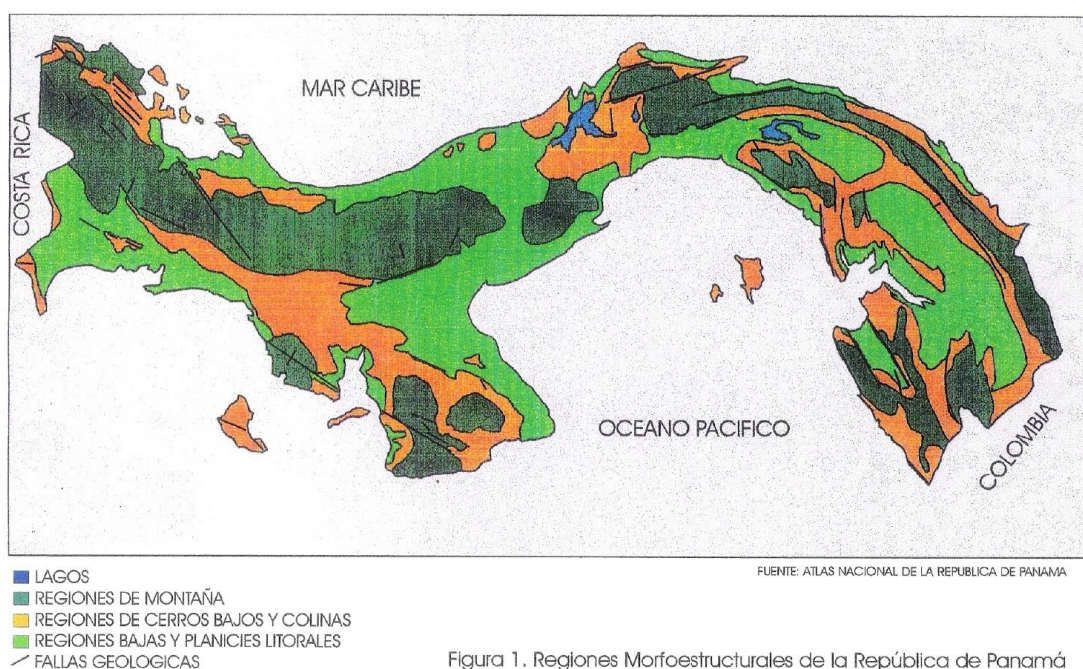 MAR CARIBE
COSTA RICA
OCEANO PACIFICO
COLOMBIA
FUENTE: ATLAS NACIONAL DE LA REPUBLICA DE PANAMA
LAGOS
REGIONES DE MONTAÑA
REGIONES DE CERROS BAJOS Y COLINAS
REGIONES BAJAS Y PLANICIES LITORALES
FALLAS GEOLOGICAS
Figura 1. Regiones Morfoestructurales de la República de Panamá